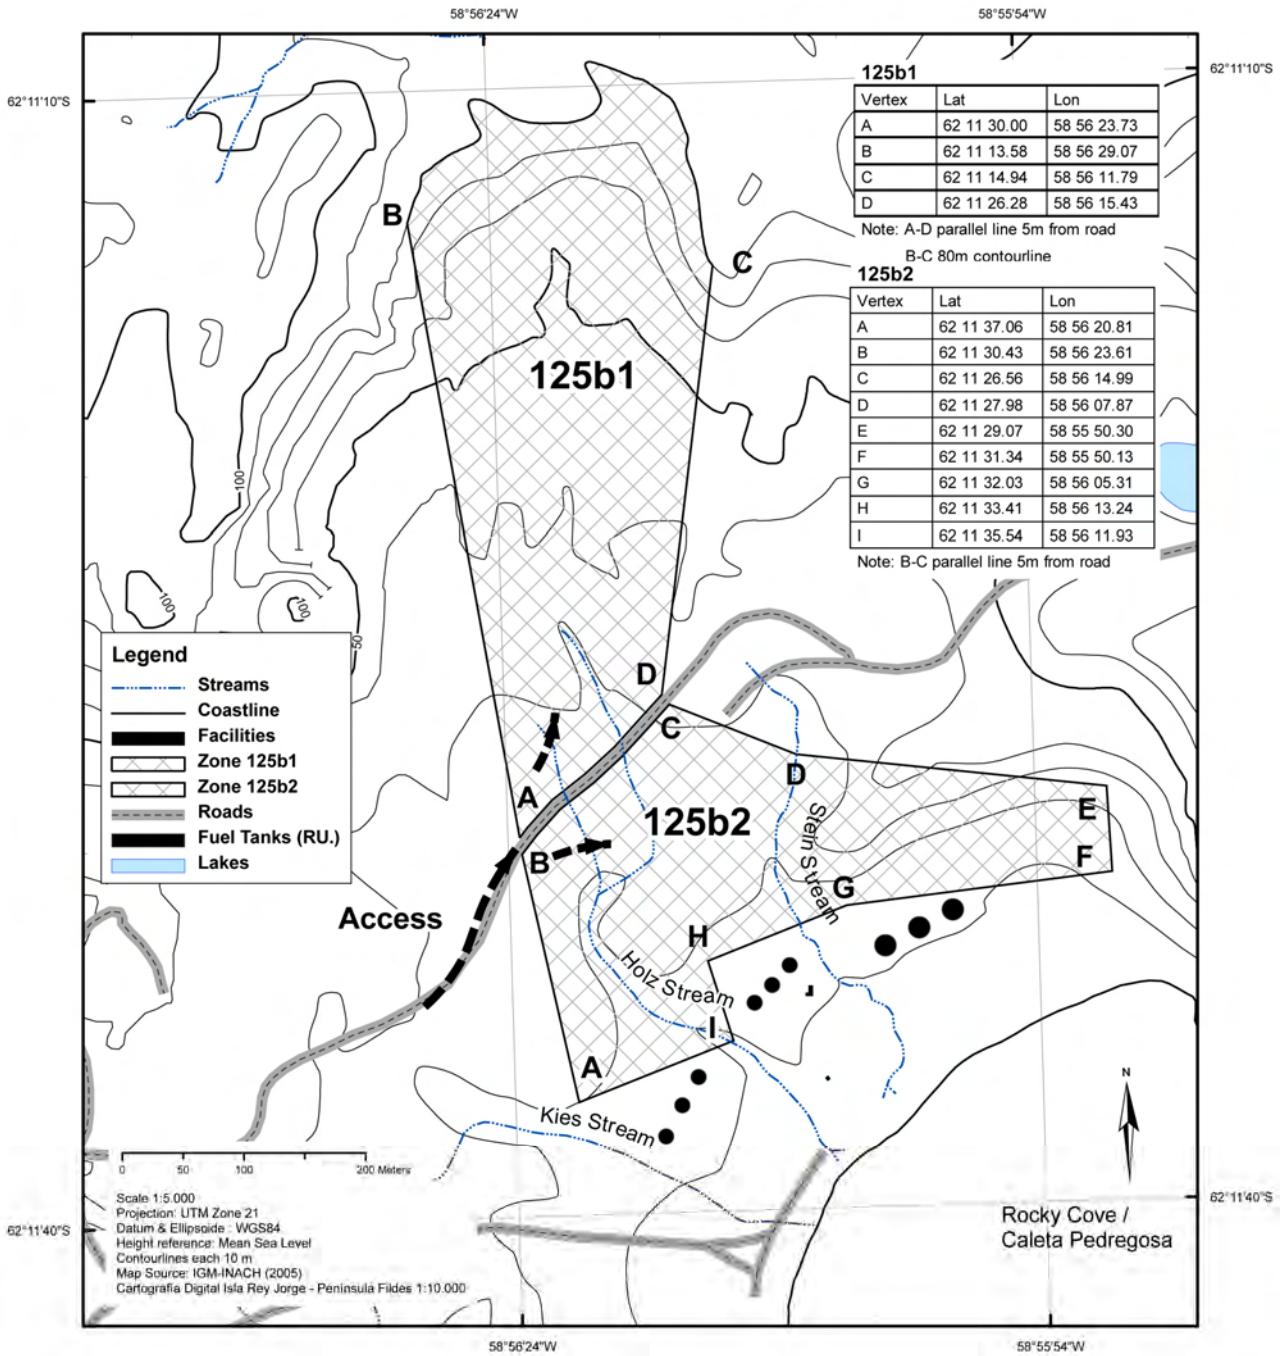 58°56'24"W
58°55'54"W
62°11'10"S
62°11'10"S
125b1
Vertex Lat Lon
A 62 11 30.00 58 56 23.73
B 62 11 13.58 58 56 29.07
C 62 11 14.94 58 56 11.79
D 62 11 26.28 58 56 15.43
Note: A-D parallel line 5m from road
B-C 80m contourline
125b2
Vertex Lat Lon
A 62 11 37.06 58 56 20.81
B 62 11 30.43 58 56 23.61
C 62 11 26.56 58 56 14.99
D 62 11 27.98 58 56 07.87
E 62 11 29.07 58 55 50.30
F 62 11 31.34 58 55 50.13
G 62 11 32.03 58 56 05.31
H 62 11 33.41 58 56 13.24
I 62 11 35.54 58 56 11.93
Note: B-C parallel line 5m from road
B
C
125b1
100
100
100
50
D
C
A
B
D
E
F
G
H
I
A
125b2
Stein Stream
Holz Stream
Kies Stream
Access
Legend
Streams
Coastline
Facilities
Zone 125b1
Zone 125b2
Roads
Fuel Tanks (RU.)
Lakes
N
0 50 100 200 Meters
Scale 1:5.000
Projection: UTM Zone 21
Datum & Ellipsoide : WGS84
Height reference: Mean Sea Level
Contourlines each 10 m
Map Source: IGM-INACH (2005)
Cartografía Digital Isla Rey Jorge - Peninsula Fildes 1:10.000
Rocky Cove /
Caleta Pedregosa
62°11'40"S
62°11'40"S
58°56'24"W
58°55'54"W